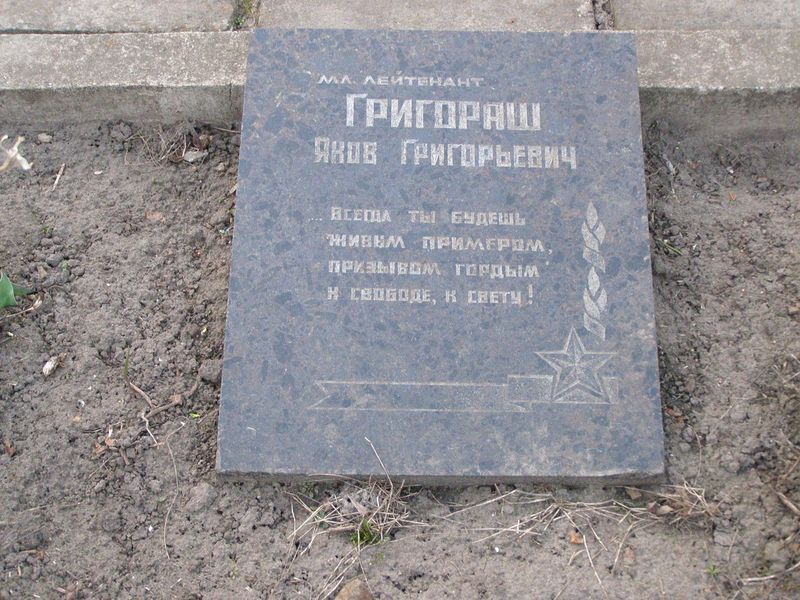 Мл. лейтенант
Григораш
Яков Григорьевич
... Всегда ты будешь
живым примером,
призывом гордым
к свободе, к свету!